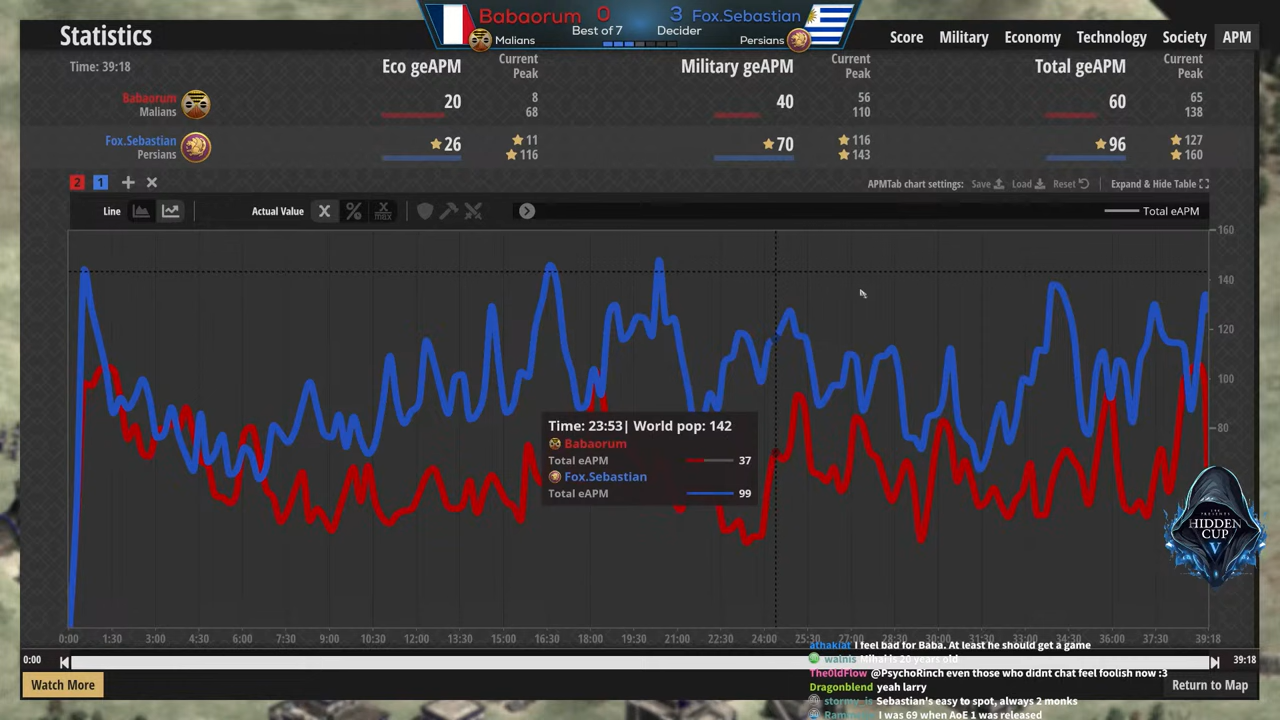 Babaorum 0
3 Fox.Sebastian
Best of 7
Decider
Malians
Persians
Statistics
Score
Military
Economy
Technology
Society
APM
Time: 39:18
Eco geAPM
Current
Peak
Military geAPM
Current
Peak
Total geAPM
Current
Peak
Babaorum
Malians
20
8
68
40
56
110
60
65
138
Fox.Sebastian
Persians
26
11
116
70
116
143
96
127
160
2
1
APMTab chart settings:
Save
Load
Reset
Expand & Hide Table
Line
Actual Value
X
%
X
max
Total eAPM
160
140
120
100
80
Time: 23:53| World pop: 142
Babaorum
Total eAPM
37
Fox.Sebastian
Total eAPM
99
HIDDEN
CUP
V
0:00
1:30
3:00
4:30
6:00
7:30
9:00
10:30
12:00
13:30
15:00
16:30
18:00
19:30
21:00
22:30
24:00
25:30
27:00
28:30
30:00
31:30
33:00
34:30
36:00
37:30
39:18
athaklat I feel bad for Baba. At least he should get a game
is 20 years old
0:00
39:18
The0ldFlow @PsychoRinch even those who didnt chat feel foolish now :3
Watch More
Dragonblend yeah larry
Return to Map
stormy_is Sebastian's easy to spot, always 2 monks
I was 69 when AoE 1 was released